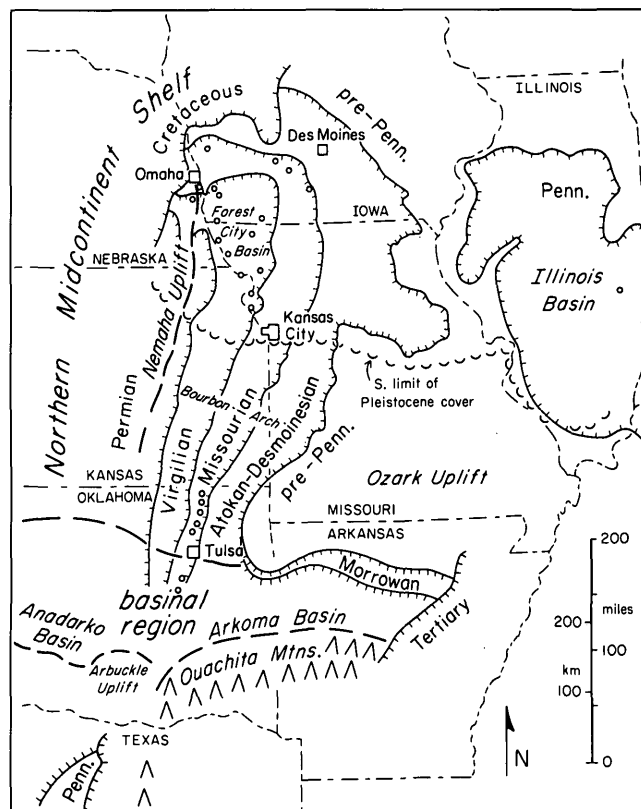 Northern Midcontinent Shelf
Cretaceous
pre-Penn.
ILLINOIS
Des Moines
Omaha
Penn.
Forest
City
Basin
IOWA
NEBRASKA
Nemaha Uplift
Illinois
Basin
Kansas
City
S. limit of
Pleistocene cover
Permian
Bourbon Arch
Virgilian
Missourian
Atokan-Desmoinesian
pre-Penn.
Ozark Uplift
KANSAS
OKLAHOMA
MISSOURI
ARKANSAS
Tulsa
Morrowan
Tertiary
basinal
region
Anadarko
Basin
Arkoma Basin
Arbuckle
Uplift
Ouachita Mtns.
TEXAS
Penn.
200
200
miles
100
km
100
0
N